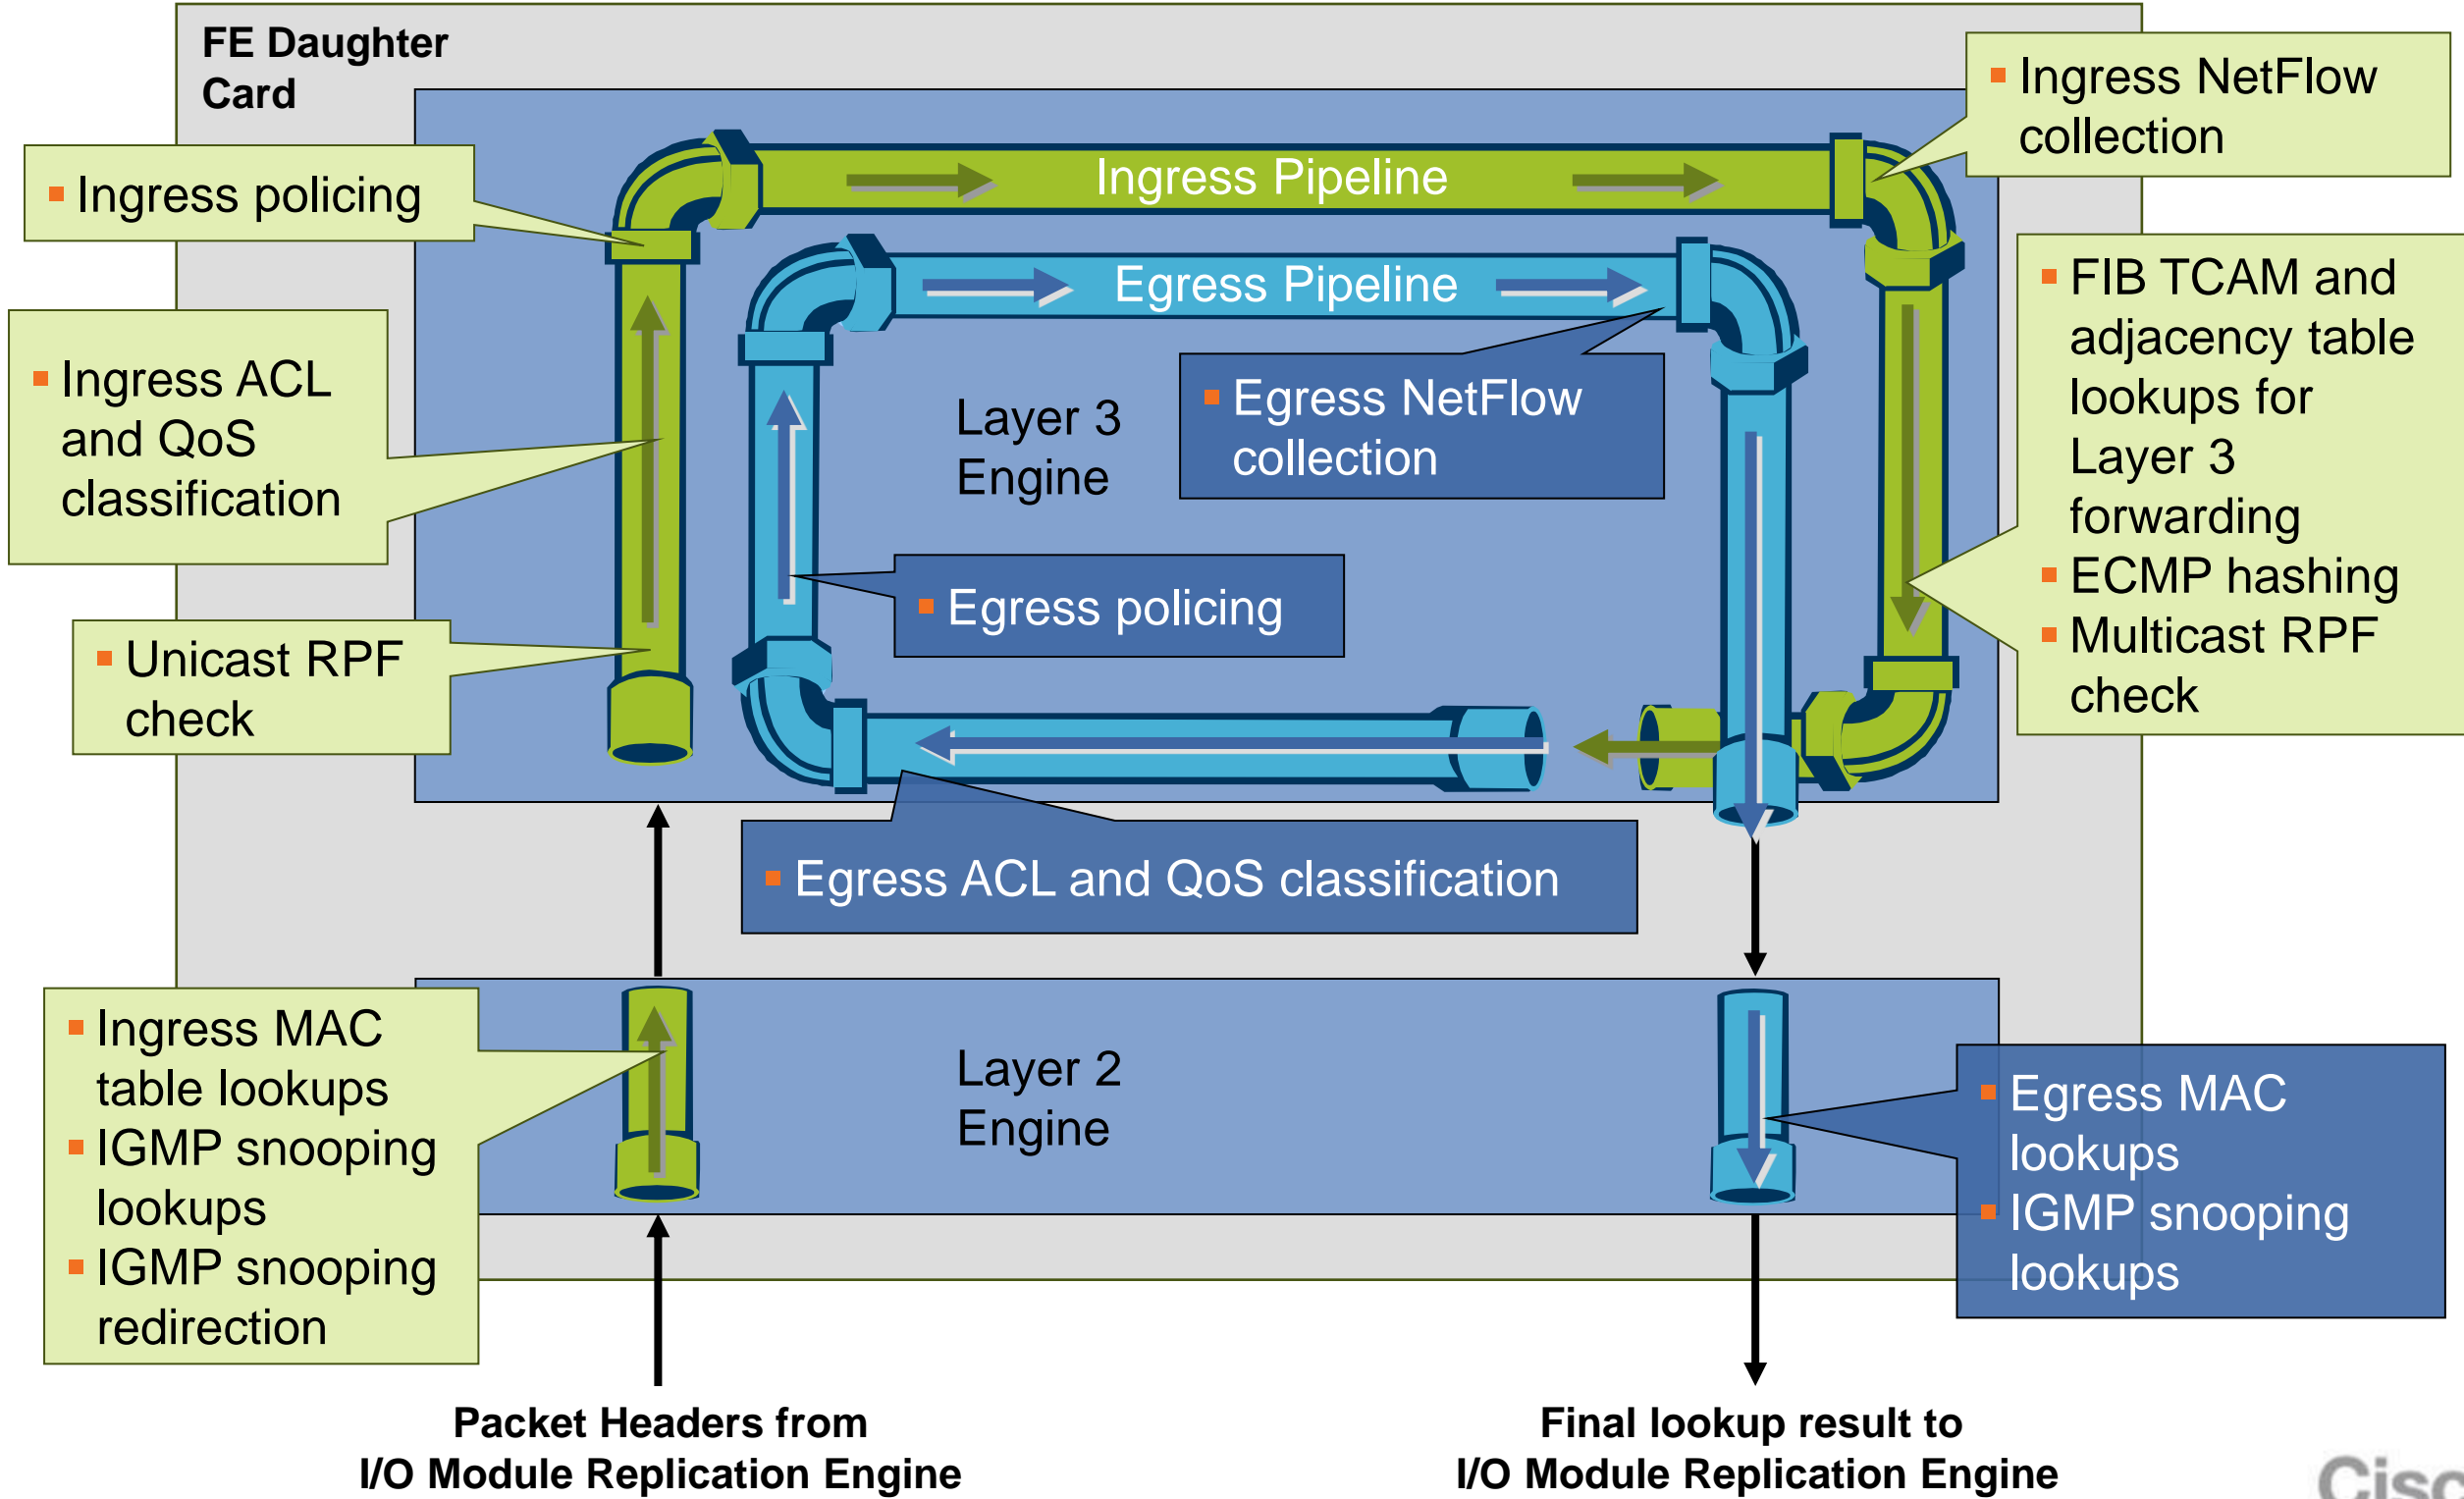 FE Daughter
Card
Ingress NetFlow
collection
Ingress Pipeline
Ingress policing
Egress Pipeline
FIB TCAM and
adjacency table
lookups for
Layer 3
forwarding
ECMP hashing
Multicast RPF
check
Ingress ACL
and QoS
classification
Layer 3
Engine
Egress NetFlow
collection
Egress policing
Unicast RPF
check
Egress ACL and QoS classification
Ingress MAC
table lookups
IGMP snooping
lookups
IGMP snooping
redirection
Layer 2
Engine
Egress MAC
lookups
IGMP snooping
lookups
Packet Headers from
I/O Module Replication Engine
Final lookup result to
I/O Module Replication Engine